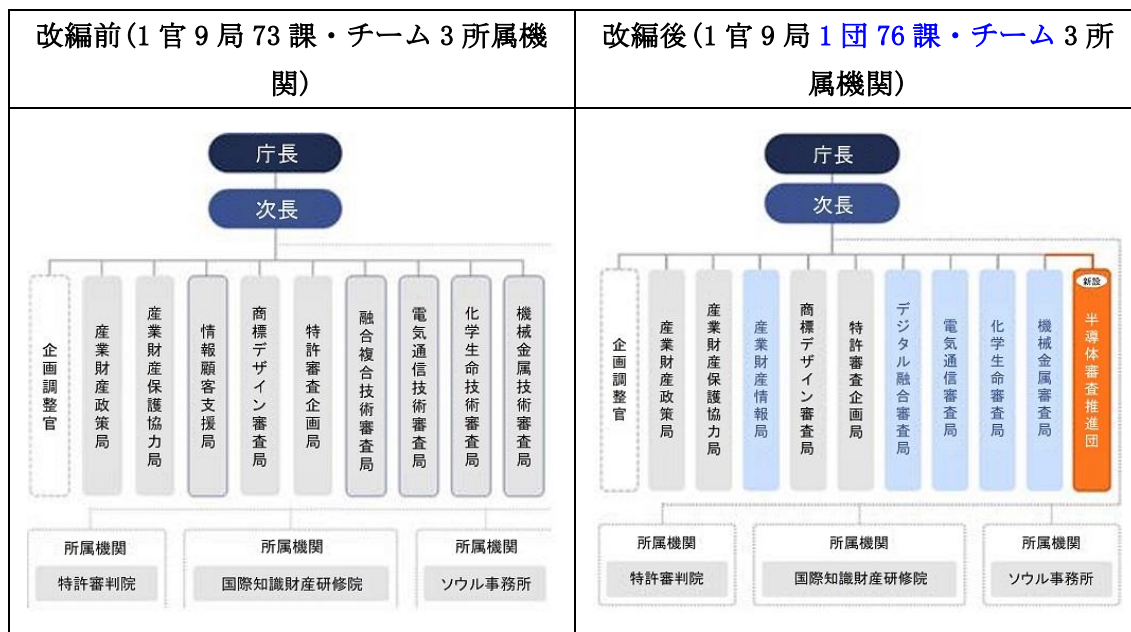 改編前(1官9局73課・チーム3所属機
関)
改編後(1官9局1団76課・チーム3所
属機関)
庁長
次長
企画調整官
産業財産政策局
産業財産保護協力局
情報顧客支援局
商標デザイン審査局
特許審査企画局
融合複合技術審査局
電気通信技術審査局
化学生命技術審査局
機械金属技術審査局
所属機関
特許審判院
所属機関
国際知識財産研修院
所属機関
ソウル事務所
庁長
次長
企画調整官
産業財産政策局
産業財産保護協力局
産業財産情報局
商標デザイン審査局
特許審査企画局
デジタル融合審査局
電気通信審査局
化学生命審査局
機械金属審査局
新設
半導体審査推進団
所属機関
特許審判院
所属機関
国際知識財産研修院
所属機関
ソウル事務所